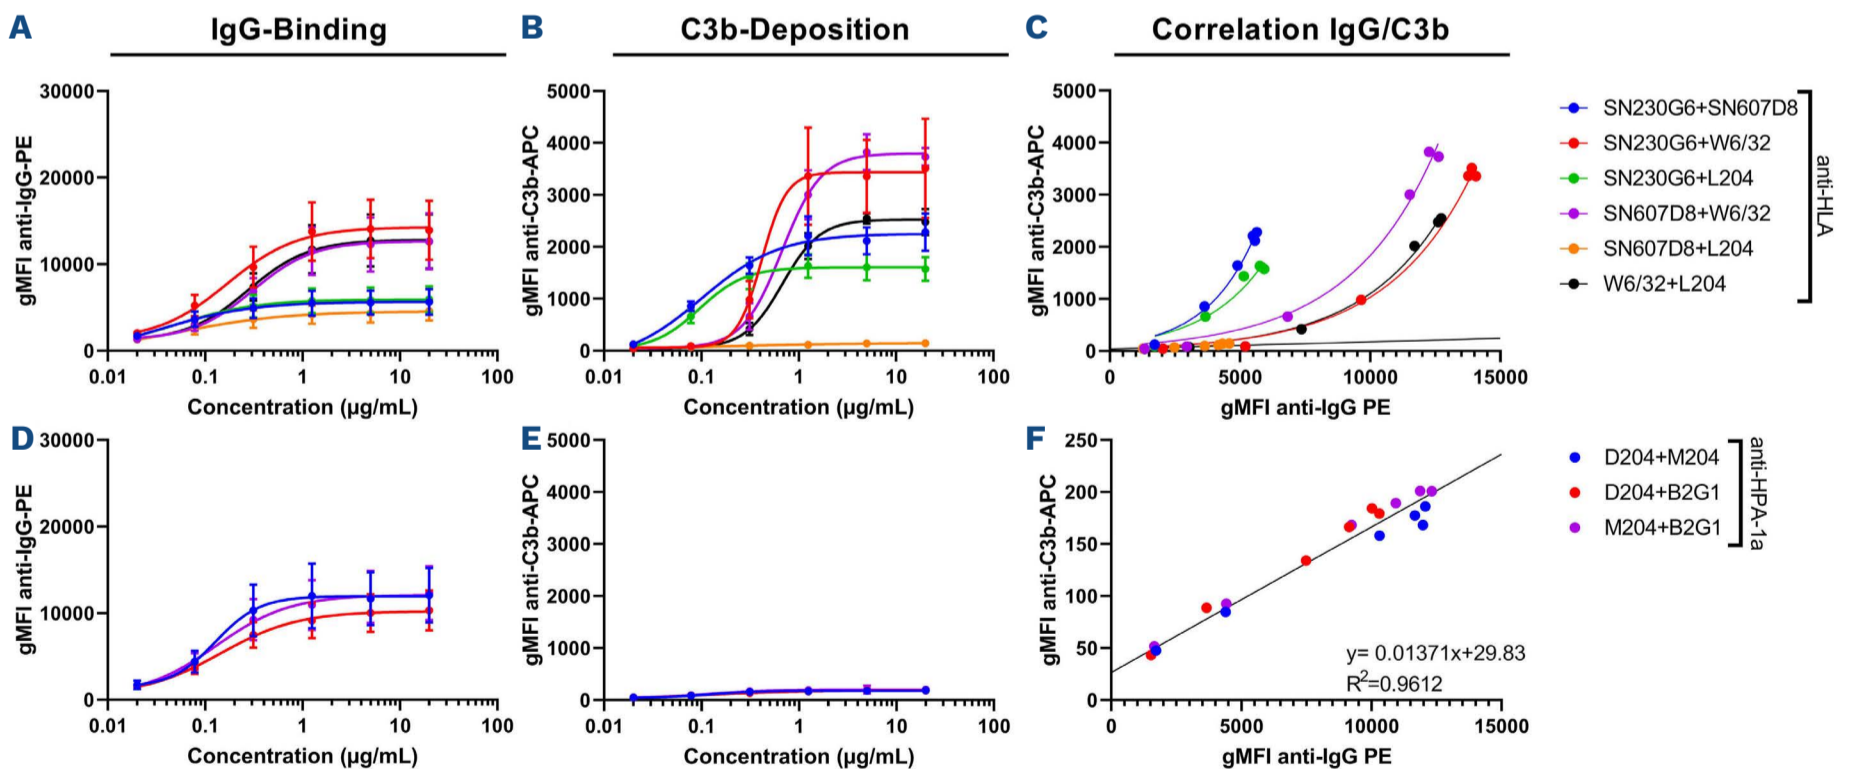 A
IgG-Binding
B
C3b-Deposition
C
Correlation IgG/C3b
gMFI anti-IgG-PE
30000
20000
10000
0
0.01
0.1
1
10
100
Concentration (µg/mL)
gMFI anti-C3b-APC
5000
4000
3000
2000
1000
0
0.01
0.1
1
10
100
Concentration (µg/mL)
gMFI anti-C3b-APC
5000
4000
3000
2000
1000
0
0
5000
10000
15000
gMFI anti-IgG PE
SN230G6+SN607D8
SN230G6+W6/32
SN230G6+L204
SN607D8+W6/32
SN607D8+L204
W6/32+L204
anti-HLA
D
gMFI anti-IgG-PE
30000
20000
10000
0
0.01
0.1
1
10
100
Concentration (µg/mL)
E
gMFI anti-C3b-APC
5000
4000
3000
2000
1000
0
0.01
0.1
1
10
100
Concentration (µg/mL)
F
gMFI anti-C3b-APC
250
200
150
100
50
0
y= 0.01371x+29.83
R²=0.9612
0
5000
10000
15000
gMFI anti-IgG PE
D204+M204
D204+B2G1
M204+B2G1
anti-HPA-1a